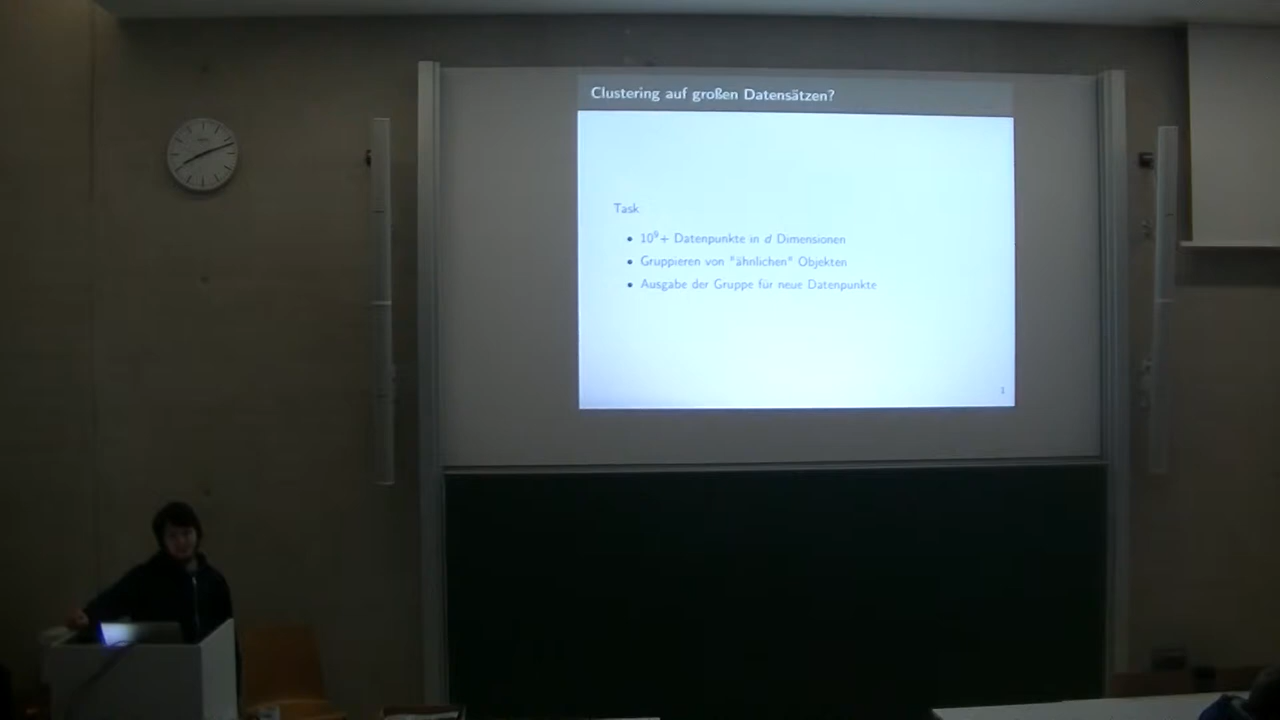 Clustering auf großen Datensätzen?
Task
• 10⁹+ Datenpunkte in d Dimensionen
• Gruppieren von "ähnlichen" Objekten
• Ausgabe der Gruppe für neue Datenpunkte
1